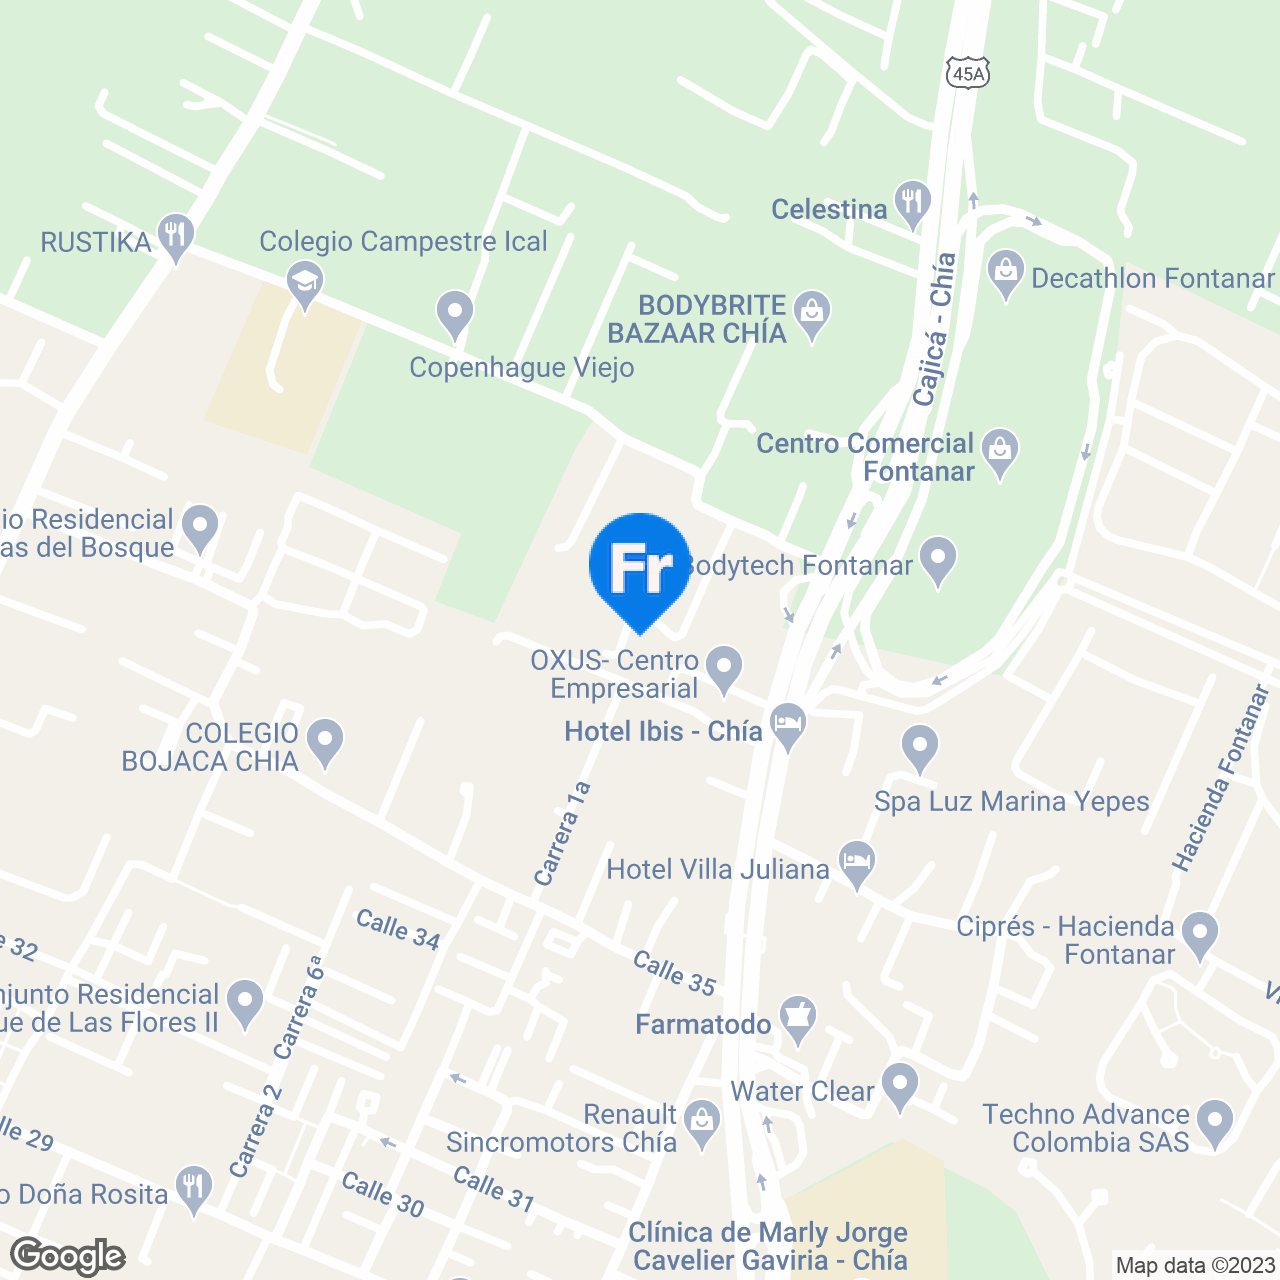 45A
Celestina
RUSTIKA
Colegio Campestre Ical
Decathlon Fontanar
BODYBRITE
BAZAAR CHÍA
Cajicá - Chía
Copenhague Viejo
Centro Comercial
Fontanar
io Residencial
as del Bosque
Fr
Bodytech Fontanar
OXUS- Centro
Empresarial
Hotel Ibis - Chía
COLEGIO
BOJACA CHIA
Hacienda Fontanar
Spa Luz Marina Yepes
Carrera 1a
Hotel Villa Juliana
Calle 34
Ciprés - Hacienda
Fontanar
e 32
Calle 35
njunto Residencial
ue de Las Flores II
Carrera 6ª
Farmatodo
Water Clear
Carrera 2
Renault
Sincromotors Chía
Techno Advance
Colombia SAS
lle 29
o Doña Rosita
Calle 30
Calle 31
Clínica de Marly Jorge
Cavelier Gaviria - Chía
Google
Map data ©2023